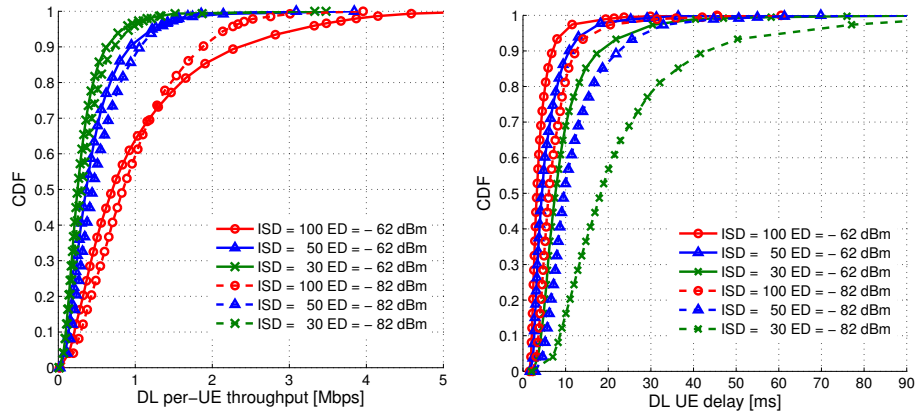 1
0.9
0.8
0.7
0.6
0.5
0.4
0.3
0.2
0.1
0
CDF
0 1 2 3 4 5
DL per−UE throughput [Mbps]
ISD = 100 ED = − 62 dBm
ISD = 50 ED = − 62 dBm
ISD = 30 ED = − 62 dBm
ISD = 100 ED = − 82 dBm
ISD = 50 ED = − 82 dBm
ISD = 30 ED = − 82 dBm
1
0.9
0.8
0.7
0.6
0.5
0.4
0.3
0.2
0.1
0
CDF
0 10 20 30 40 50 60 70 80 90
DL UE delay [ms]
ISD = 100 ED = − 62 dBm
ISD = 50 ED = − 62 dBm
ISD = 30 ED = − 62 dBm
ISD = 100 ED = − 82 dBm
ISD = 50 ED = − 82 dBm
ISD = 30 ED = − 82 dBm